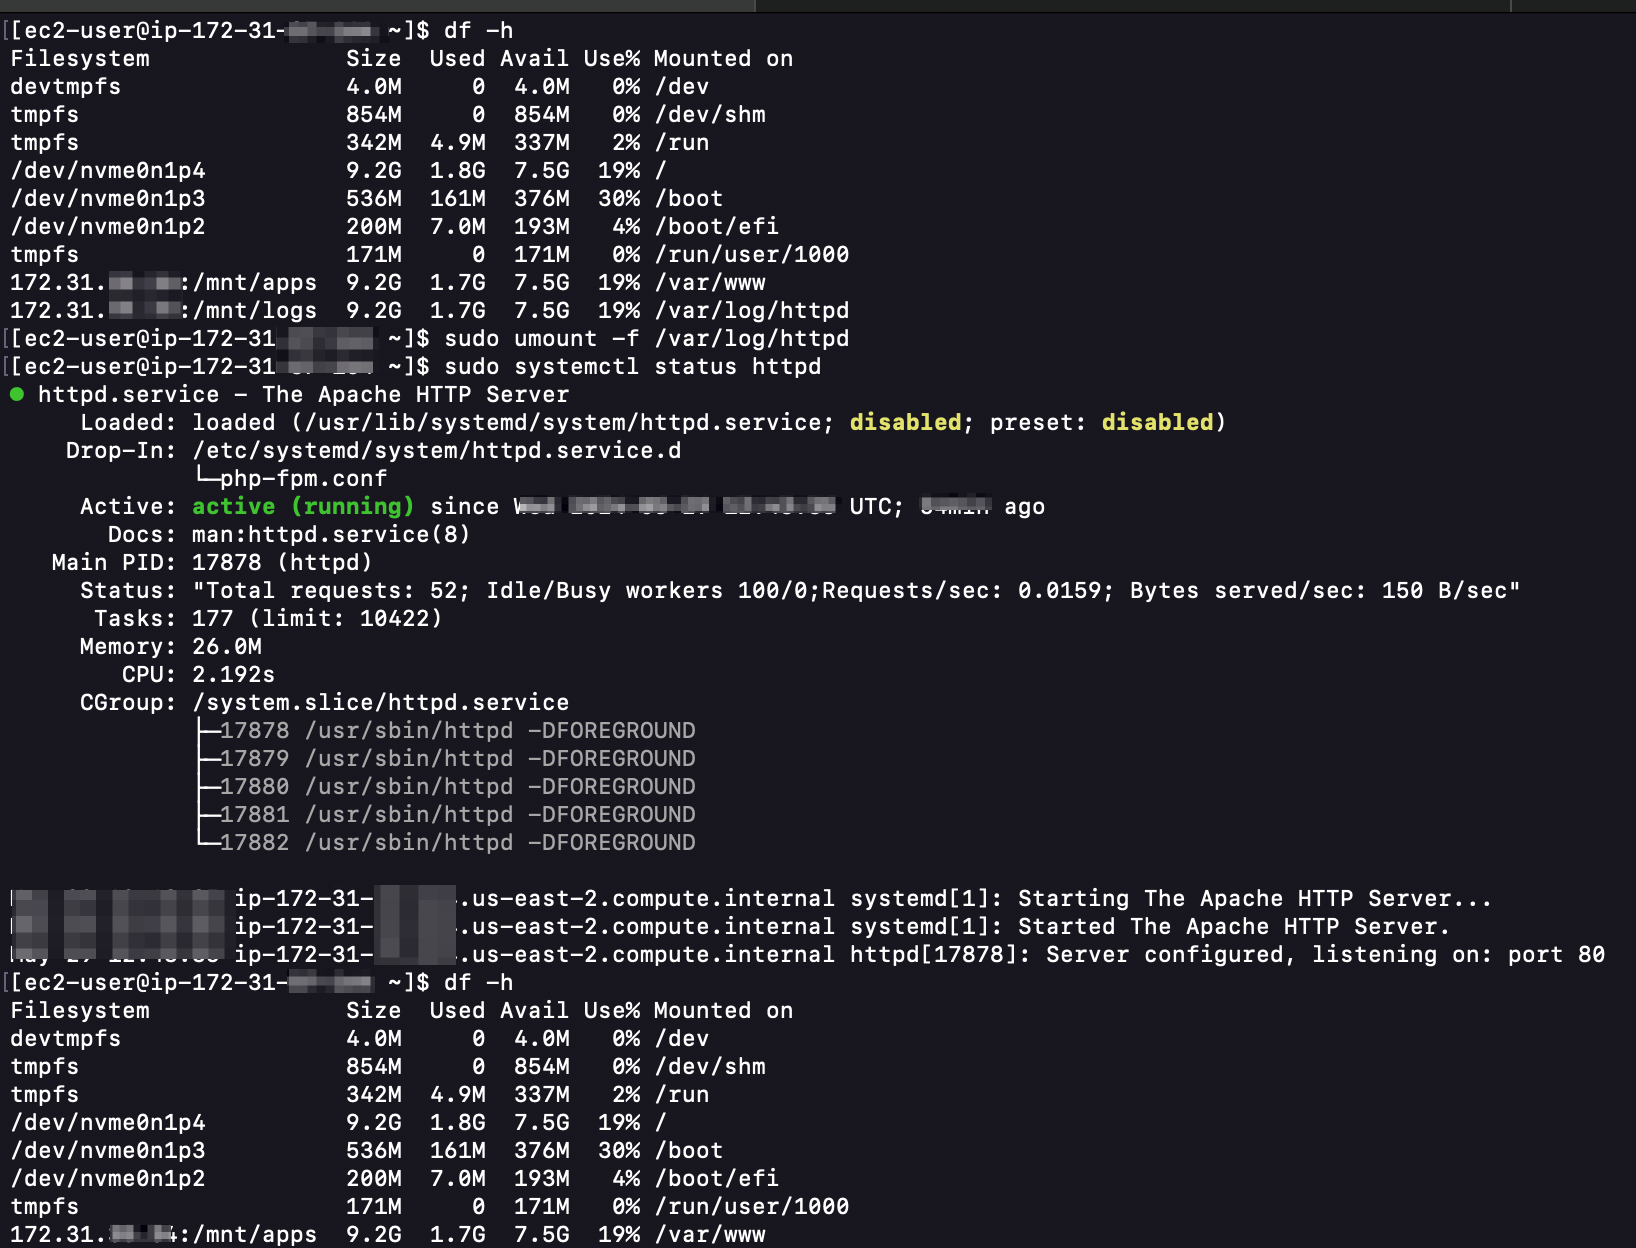 [[ec2-user@ip-172-31- ~]$ df -h
Filesystem              Size  Used Avail Use% Mounted on
devtmpfs                4.0M     0  4.0M   0% /dev
tmpfs                   854M     0  854M   0% /dev/shm
tmpfs                   342M  4.9M  337M   2% /run
/dev/nvme0n1p4          9.2G  1.8G  7.5G  19% /
/dev/nvme0n1p3          536M  161M  376M  30% /boot
/dev/nvme0n1p2          200M  7.0M  193M   4% /boot/efi
tmpfs                   171M     0  171M   0% /run/user/1000
172.31. :/mnt/apps  9.2G  1.7G  7.5G  19% /var/www
172.31. :/mnt/logs  9.2G  1.7G  7.5G  19% /var/log/httpd
[[ec2-user@ip-172-31 ~]$ sudo umount -f /var/log/httpd
[[ec2-user@ip-172-31 ~]$ sudo systemctl status httpd
● httpd.service - The Apache HTTP Server
     Loaded: loaded (/usr/lib/systemd/system/httpd.service; disabled; preset: disabled)
    Drop-In: /etc/systemd/system/httpd.service.d
             └─php-fpm.conf
     Active: active (running) since UTC; ago
       Docs: man:httpd.service(8)
   Main PID: 17878 (httpd)
     Status: "Total requests: 52; Idle/Busy workers 100/0;Requests/sec: 0.0159; Bytes served/sec: 150 B/sec"
      Tasks: 177 (limit: 10422)
     Memory: 26.0M
        CPU: 2.192s
     CGroup: /system.slice/httpd.service
             ├─17878 /usr/sbin/httpd -DFOREGROUND
             ├─17879 /usr/sbin/httpd -DFOREGROUND
             ├─17880 /usr/sbin/httpd -DFOREGROUND
             ├─17881 /usr/sbin/httpd -DFOREGROUND
             └─17882 /usr/sbin/httpd -DFOREGROUND
ip-172-31- .us-east-2.compute.internal systemd[1]: Starting The Apache HTTP Server...
ip-172-31- .us-east-2.compute.internal systemd[1]: Started The Apache HTTP Server.
ip-172-31- .us-east-2.compute.internal httpd[17878]: Server configured, listening on: port 80
[[ec2-user@ip-172-31- ~]$ df -h
Filesystem              Size  Used Avail Use% Mounted on
devtmpfs                4.0M     0  4.0M   0% /dev
tmpfs                   854M     0  854M   0% /dev/shm
tmpfs                   342M  4.9M  337M   2% /run
/dev/nvme0n1p4          9.2G  1.8G  7.5G  19% /
/dev/nvme0n1p3          536M  161M  376M  30% /boot
/dev/nvme0n1p2          200M  7.0M  193M   4% /boot/efi
tmpfs                   171M     0  171M   0% /run/user/1000
172.31. :/mnt/apps  9.2G  1.7G  7.5G  19% /var/www